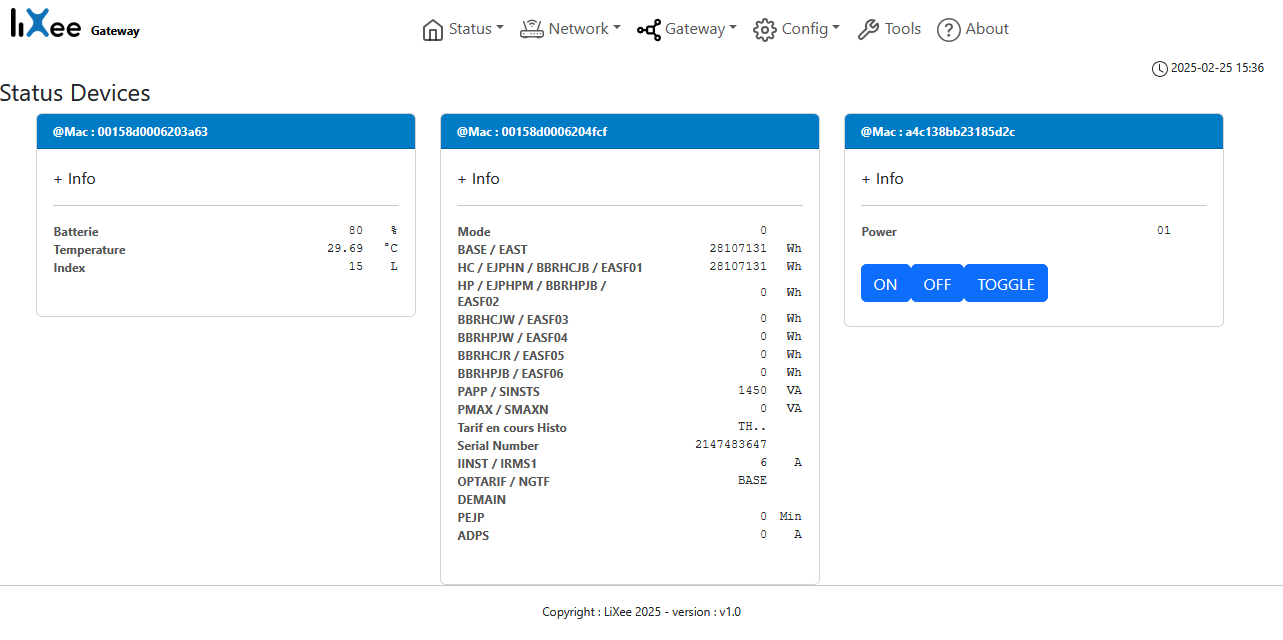 LiXee Gateway
Status Network Gateway Config Tools About
2025-02-25 15:36
Status Devices
@Mac : 00158d0006203a63
+ Info
Batterie 80 %
Temperature 29.69 °C
Index 15 L
@Mac : 00158d0006204fcf
+ Info
Mode 0
BASE / EAST 28107131 Wh
HC / EJPHN / BBRHCJB / EASF01 28107131 Wh
HP / EJPHPM / BBRHPJB /
EASF02 0 Wh
BBRHCJW / EASF03 0 Wh
BBRHPJW / EASF04 0 Wh
BBRHCJR / EASF05 0 Wh
BBRHPJB / EASF06 0 Wh
PAPP / SINSTS 1450 VA
PMAX / SMAXN 0 VA
Tarif en cours Histo TH..
Serial Number 2147483647
IINST / IRMS1 6 A
OPTARIF / NGTF BASE
DEMAIN
PEJP 0 Min
ADPS 0 A
@Mac : a4c138bb23185d2c
+ Info
Power 01
ON OFF TOGGLE
Copyright : LiXee 2025 - version : v1.0